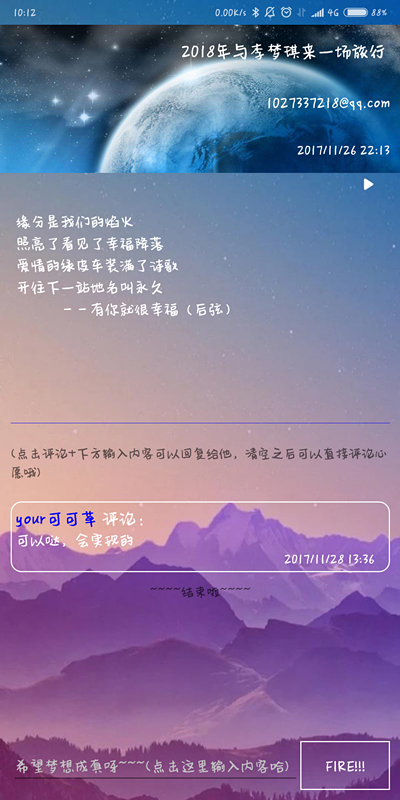 10:12
0.00K/s
4G
88%
2018年与李梦琪来一场旅行
1027337218@qq.com
2017/11/26 22:13
缘分是我们的焰火
照亮了看见了幸福降落
爱情的绿皮车装满了诗歌
开往下一站地名叫永久
－－有你就很幸福（后弦）
(点击评论+下方输入内容可以回复给他，清空之后可以直接评论心
愿哦)
your可可苯 评论：
可以哒，会实现的
2017/11/28 13:36
~~~~结束啦~~~~
希望梦想成真呀~~~(点击这里输入内容哈)
FIRE!!!